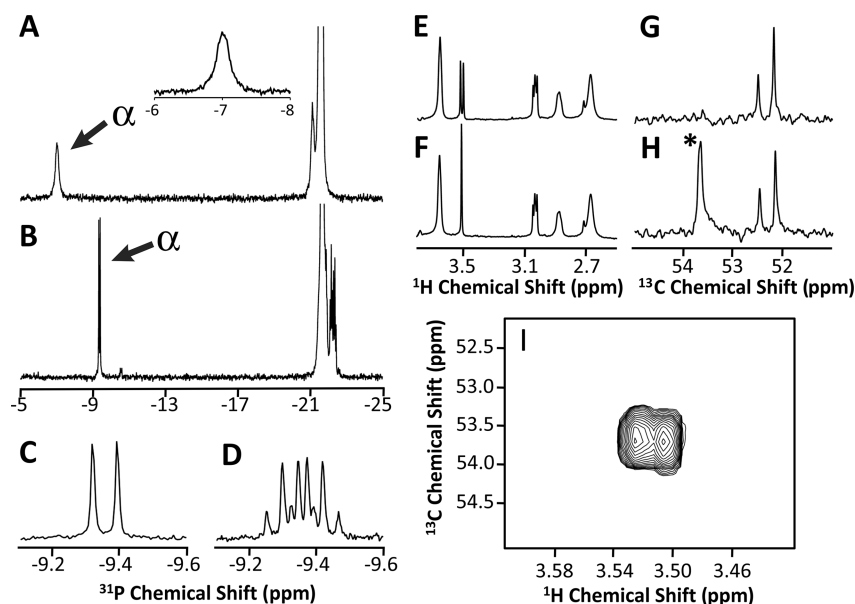 A
α
-6 -7 -8
B
α
-5 -9 -13 -17 -21 -25
C D
-9.2 -9.4 -9.6 -9.2 -9.4 -9.6
³¹P Chemical Shift (ppm)
E G
F H *
3.5 3.1 2.7 54 53 52
¹H Chemical Shift (ppm) ¹³C Chemical Shift (ppm)
I
52.5
53.0
53.5
54.0
54.5
¹³C Chemical Shift (ppm)
3.58 3.54 3.50 3.46
¹H Chemical Shift (ppm)